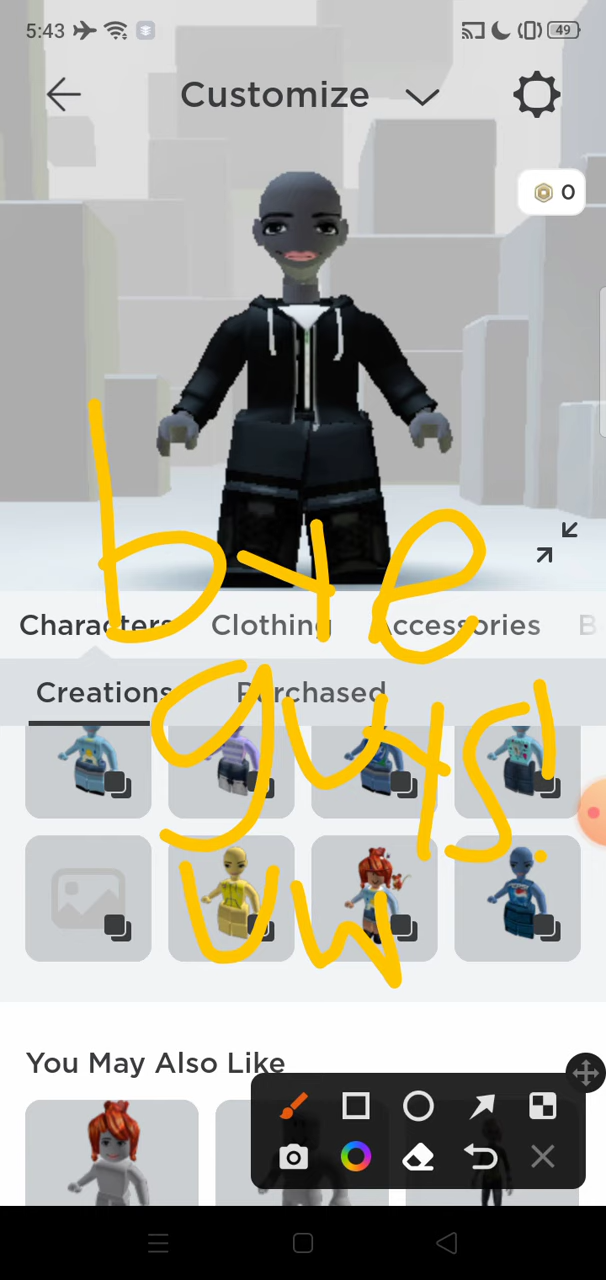 5:43
49
Customize
0
bye
Characters Clothing Accessories B
guys!
Creations Purchased
UW
You May Also Like